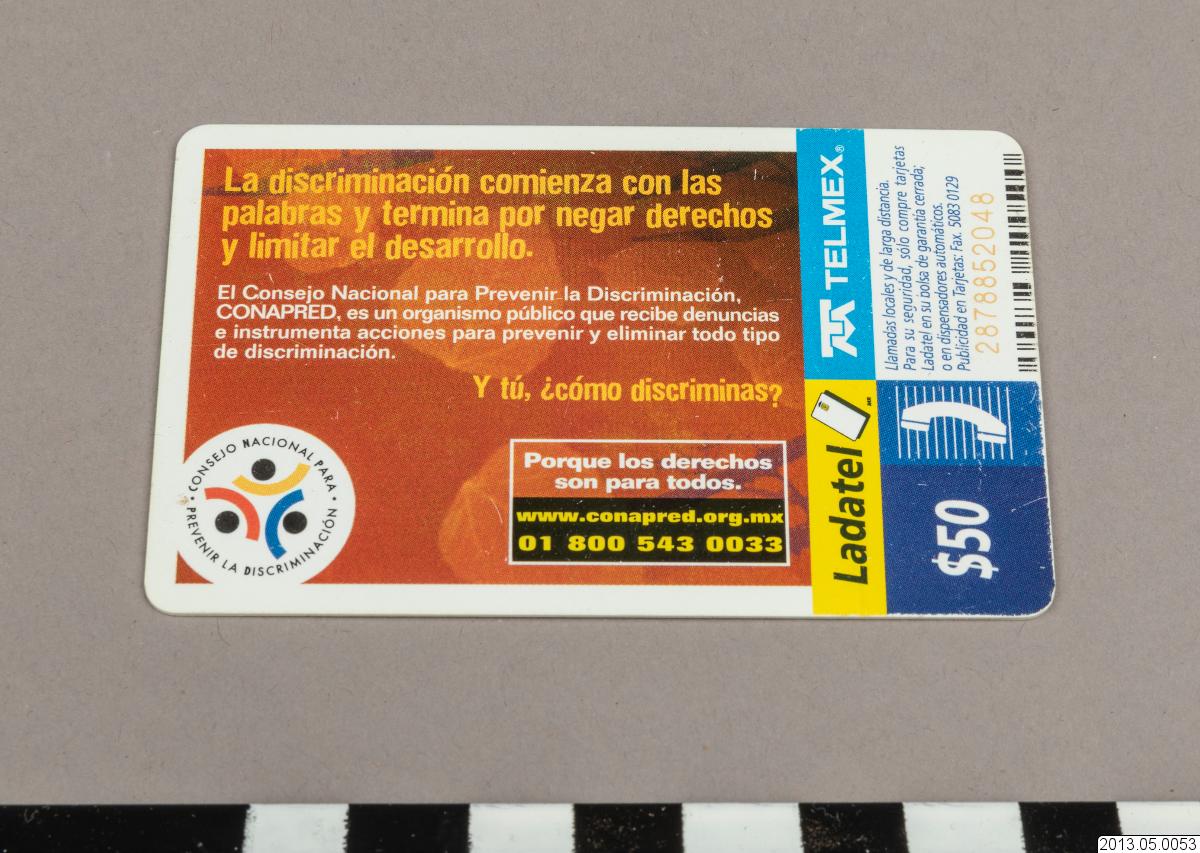 La discriminación comienza con las
palabras y termina por negar derechos
y limitar el desarrollo.
El Consejo Nacional para Prevenir la Discriminación,
CONAPRED, es un organismo público que recibe denuncias
e instrumenta acciones para prevenir y eliminar todo tipo
de discriminación.
Y tú, ¿cómo discriminas?
CONSEJO NACIONAL PARA
PREVENIR LA DISCRIMINACIÓN
Porque los derechos
son para todos.
www.conapred.org.mx
01 800 543 0033
TELMEX®
Ladatel
MR
Llamadas locales y de larga distancia.
Para su seguridad, sólo compre tarjetas
Ladatel en su bolsa de garantía cerrada;
o en dispensadores automáticos.
Publicidad en Tarjetas: Fax. 5083 0129
2878852048
$50
2013.05.0053